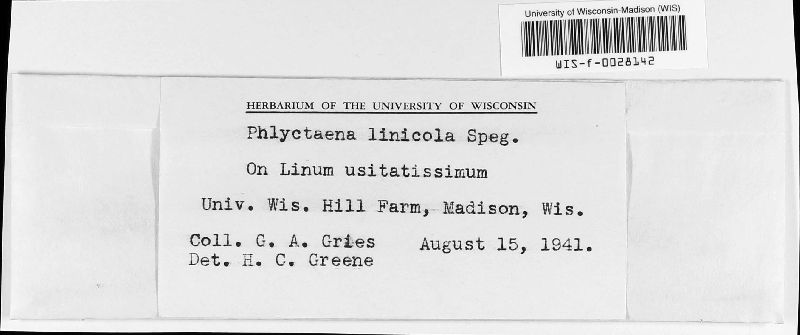 University of Wisconsin-Madison (WIS)
WIS-f-0028142
HERBARIUM OF THE UNIVERSITY OF WISCONSIN
Phlyctaena linicola Speg.
On Linum usitatissimum
Univ. Wis. Hill Farm, Madison, Wis.
Coll. G. A. Gries    August 15, 1941.
Det. H. C. Greene